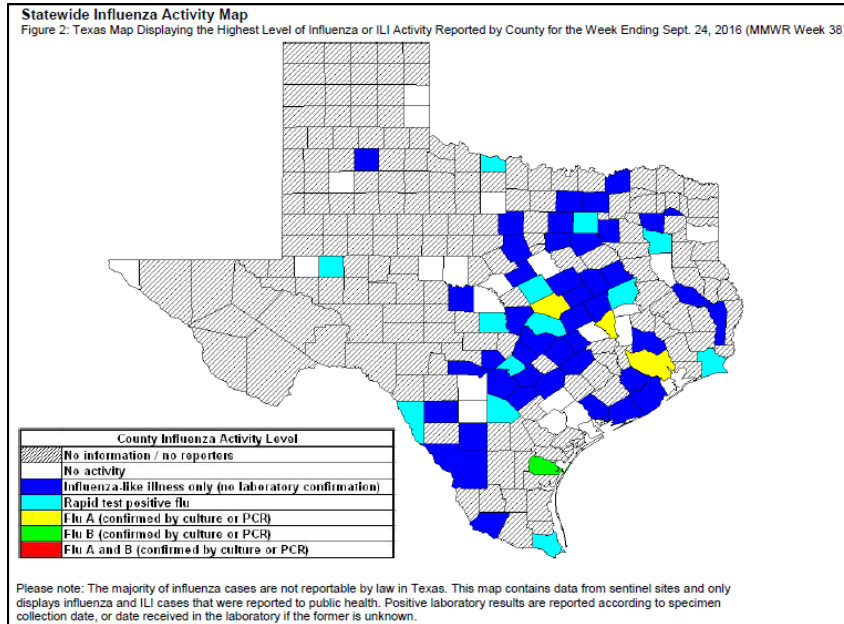 Statewide Influenza Activity Map
Figure 2: Texas Map Displaying the Highest Level of Influenza or ILI Activity Reported by County for the Week Ending Sept. 24, 2016 (MMWR Week 38)
County Influenza Activity Level
No information / no reporters
No activity
Influenza-like illness only (no laboratory confirmation)
Rapid test positive flu
Flu A (confirmed by culture or PCR)
Flu B (confirmed by culture or PCR)
Flu A and B (confirmed by culture or PCR)
Please note: The majority of influenza cases are not reportable by law in Texas. This map contains data from sentinel sites and only
displays influenza and ILI cases that were reported to public health. Positive laboratory results are reported according to specimen
collection date, or date received in the laboratory if the former is unknown.